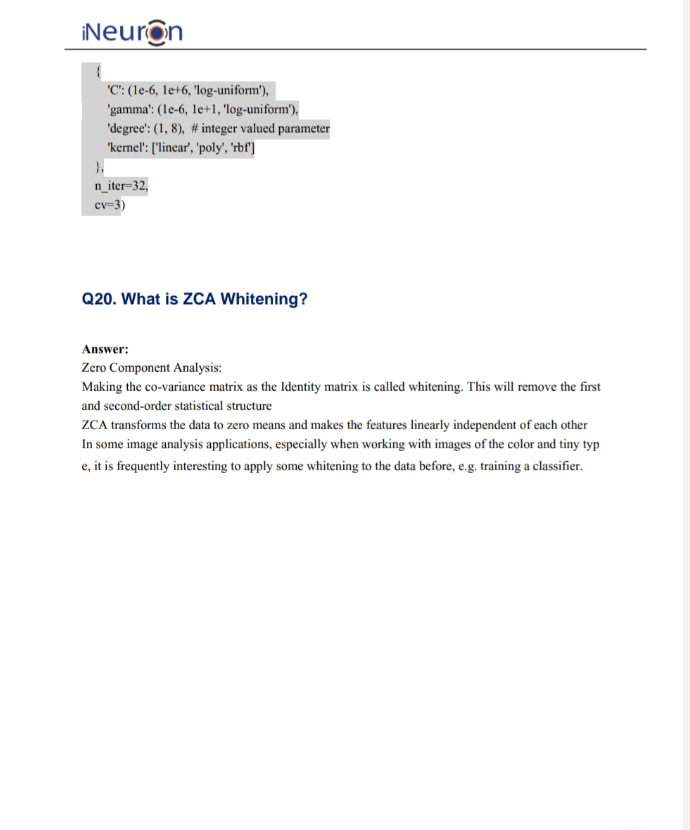 iNeuron
{
'C': (1e-6, 1e+6, 'log-uniform'),
'gamma': (1e-6, 1e+1, 'log-uniform'),
'degree': (1, 8), # integer valued parameter
'kernel': ['linear', 'poly', 'rbf']
},
n_iter=32,
cv=3)
Q20. What is ZCA Whitening?
Answer:
Zero Component Analysis:
Making the co-variance matrix as the Identity matrix is called whitening. This will remove the first
and second-order statistical structure
ZCA transforms the data to zero means and makes the features linearly independent of each other
In some image analysis applications, especially when working with images of the color and tiny typ
e, it is frequently interesting to apply some whitening to the data before, e.g. training a classifier.